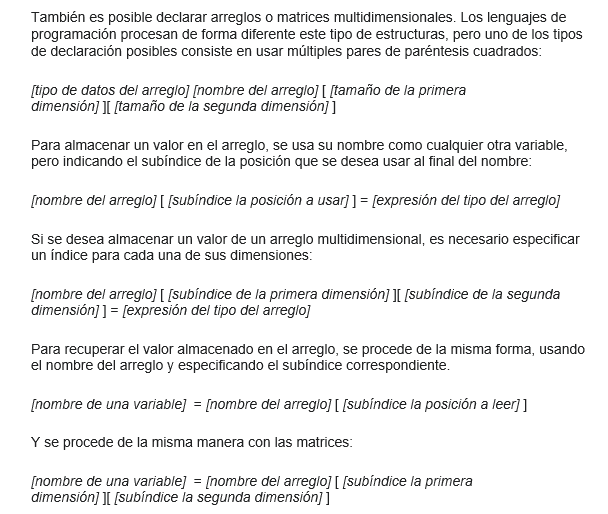 También es posible declarar arreglos o matrices multidimensionales. Los lenguajes de
programación procesan de forma diferente este tipo de estructuras, pero uno de los tipos
de declaración posibles consiste en usar múltiples pares de paréntesis cuadrados:
[tipo de datos del arreglo] [nombre del arreglo] [ [tamaño de la primera
dimensión] ][ [tamaño de la segunda dimensión] ]
Para almacenar un valor en el arreglo, se usa su nombre como cualquier otra variable,
pero indicando el subíndice de la posición que se desea usar al final del nombre:
[nombre del arreglo] [ [subíndice la posición a usar] ] = [expresión del tipo del arreglo]
Si se desea almacenar un valor de un arreglo multidimensional, es necesario especificar
un índice para cada una de sus dimensiones:
[nombre del arreglo] [ [subíndice de la primera dimensión] ][ [subíndice de la segunda
dimensión] ] = [expresión del tipo del arreglo]
Para recuperar el valor almacenado en el arreglo, se procede de la misma forma, usando
el nombre del arreglo y especificando el subíndice correspondiente.
[nombre de una variable] = [nombre del arreglo] [ [subíndice la posición a leer] ]
Y se procede de la misma manera con las matrices:
[nombre de una variable] = [nombre del arreglo] [ [subíndice la primera
dimensión] ][ [subíndice la segunda dimensión] ]